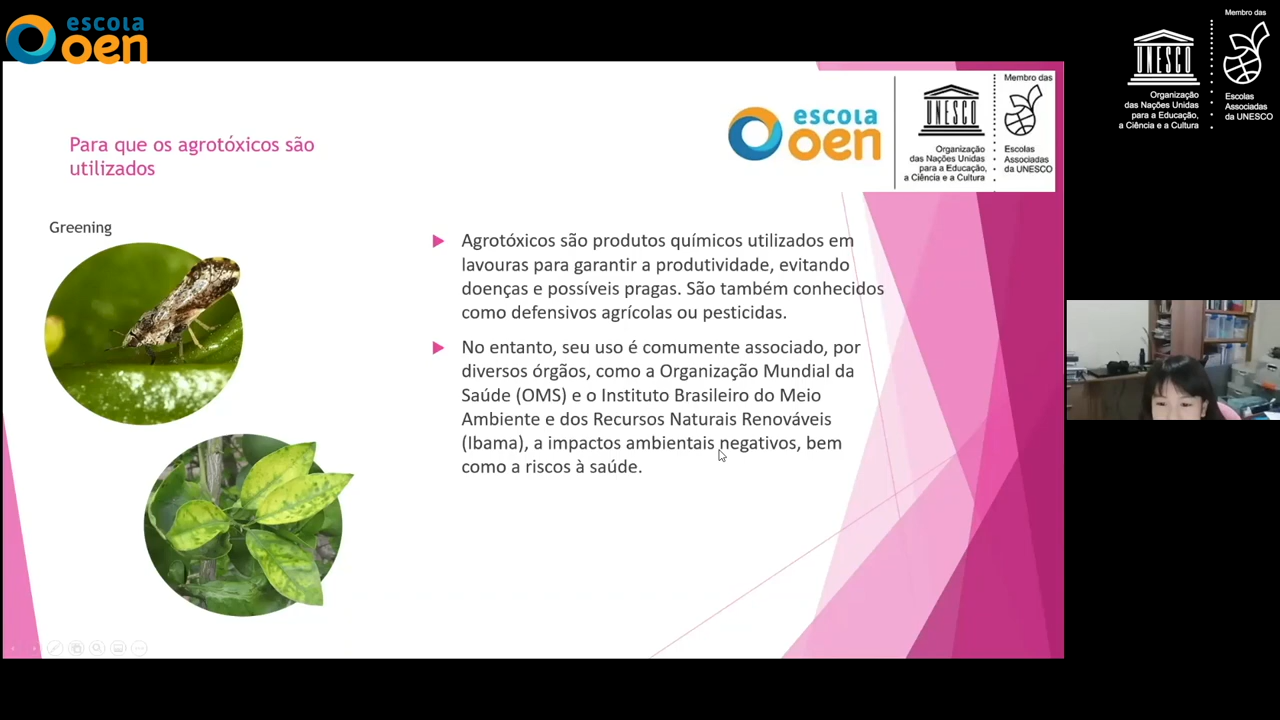 escola
oen
UNESCO
Membro das
Organização
das Nações Unidas
para a Educação,
a Ciência e a Cultura
Escolas
Associadas
da UNESCO
Para que os agrotóxicos são
utilizados
escola
oen
UNESCO
Membro das
Organização
das Nações Unidas
para a Educação,
a Ciência e a Cultura
Escolas
Associadas
da UNESCO
Greening
Agrotóxicos são produtos químicos utilizados em
lavouras para garantir a produtividade, evitando
doenças e possíveis pragas. São também conhecidos
como defensivos agrícolas ou pesticidas.
No entanto, seu uso é comumente associado, por
diversos órgãos, como a Organização Mundial da
Saúde (OMS) e o Instituto Brasileiro do Meio
Ambiente e dos Recursos Naturais Renováveis
(Ibama), a impactos ambientais negativos, bem
como a riscos à saúde.